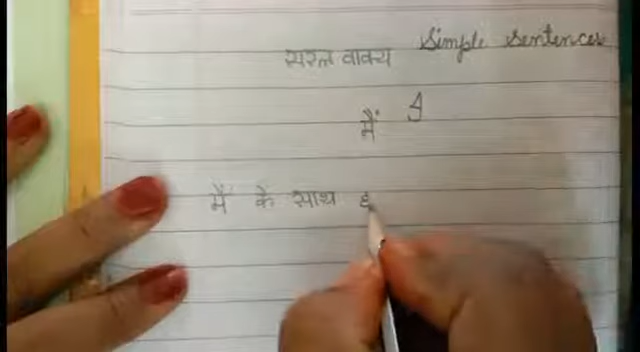 सरल वाक्य Simple Sentences
मैं I
मैं के साथ ह